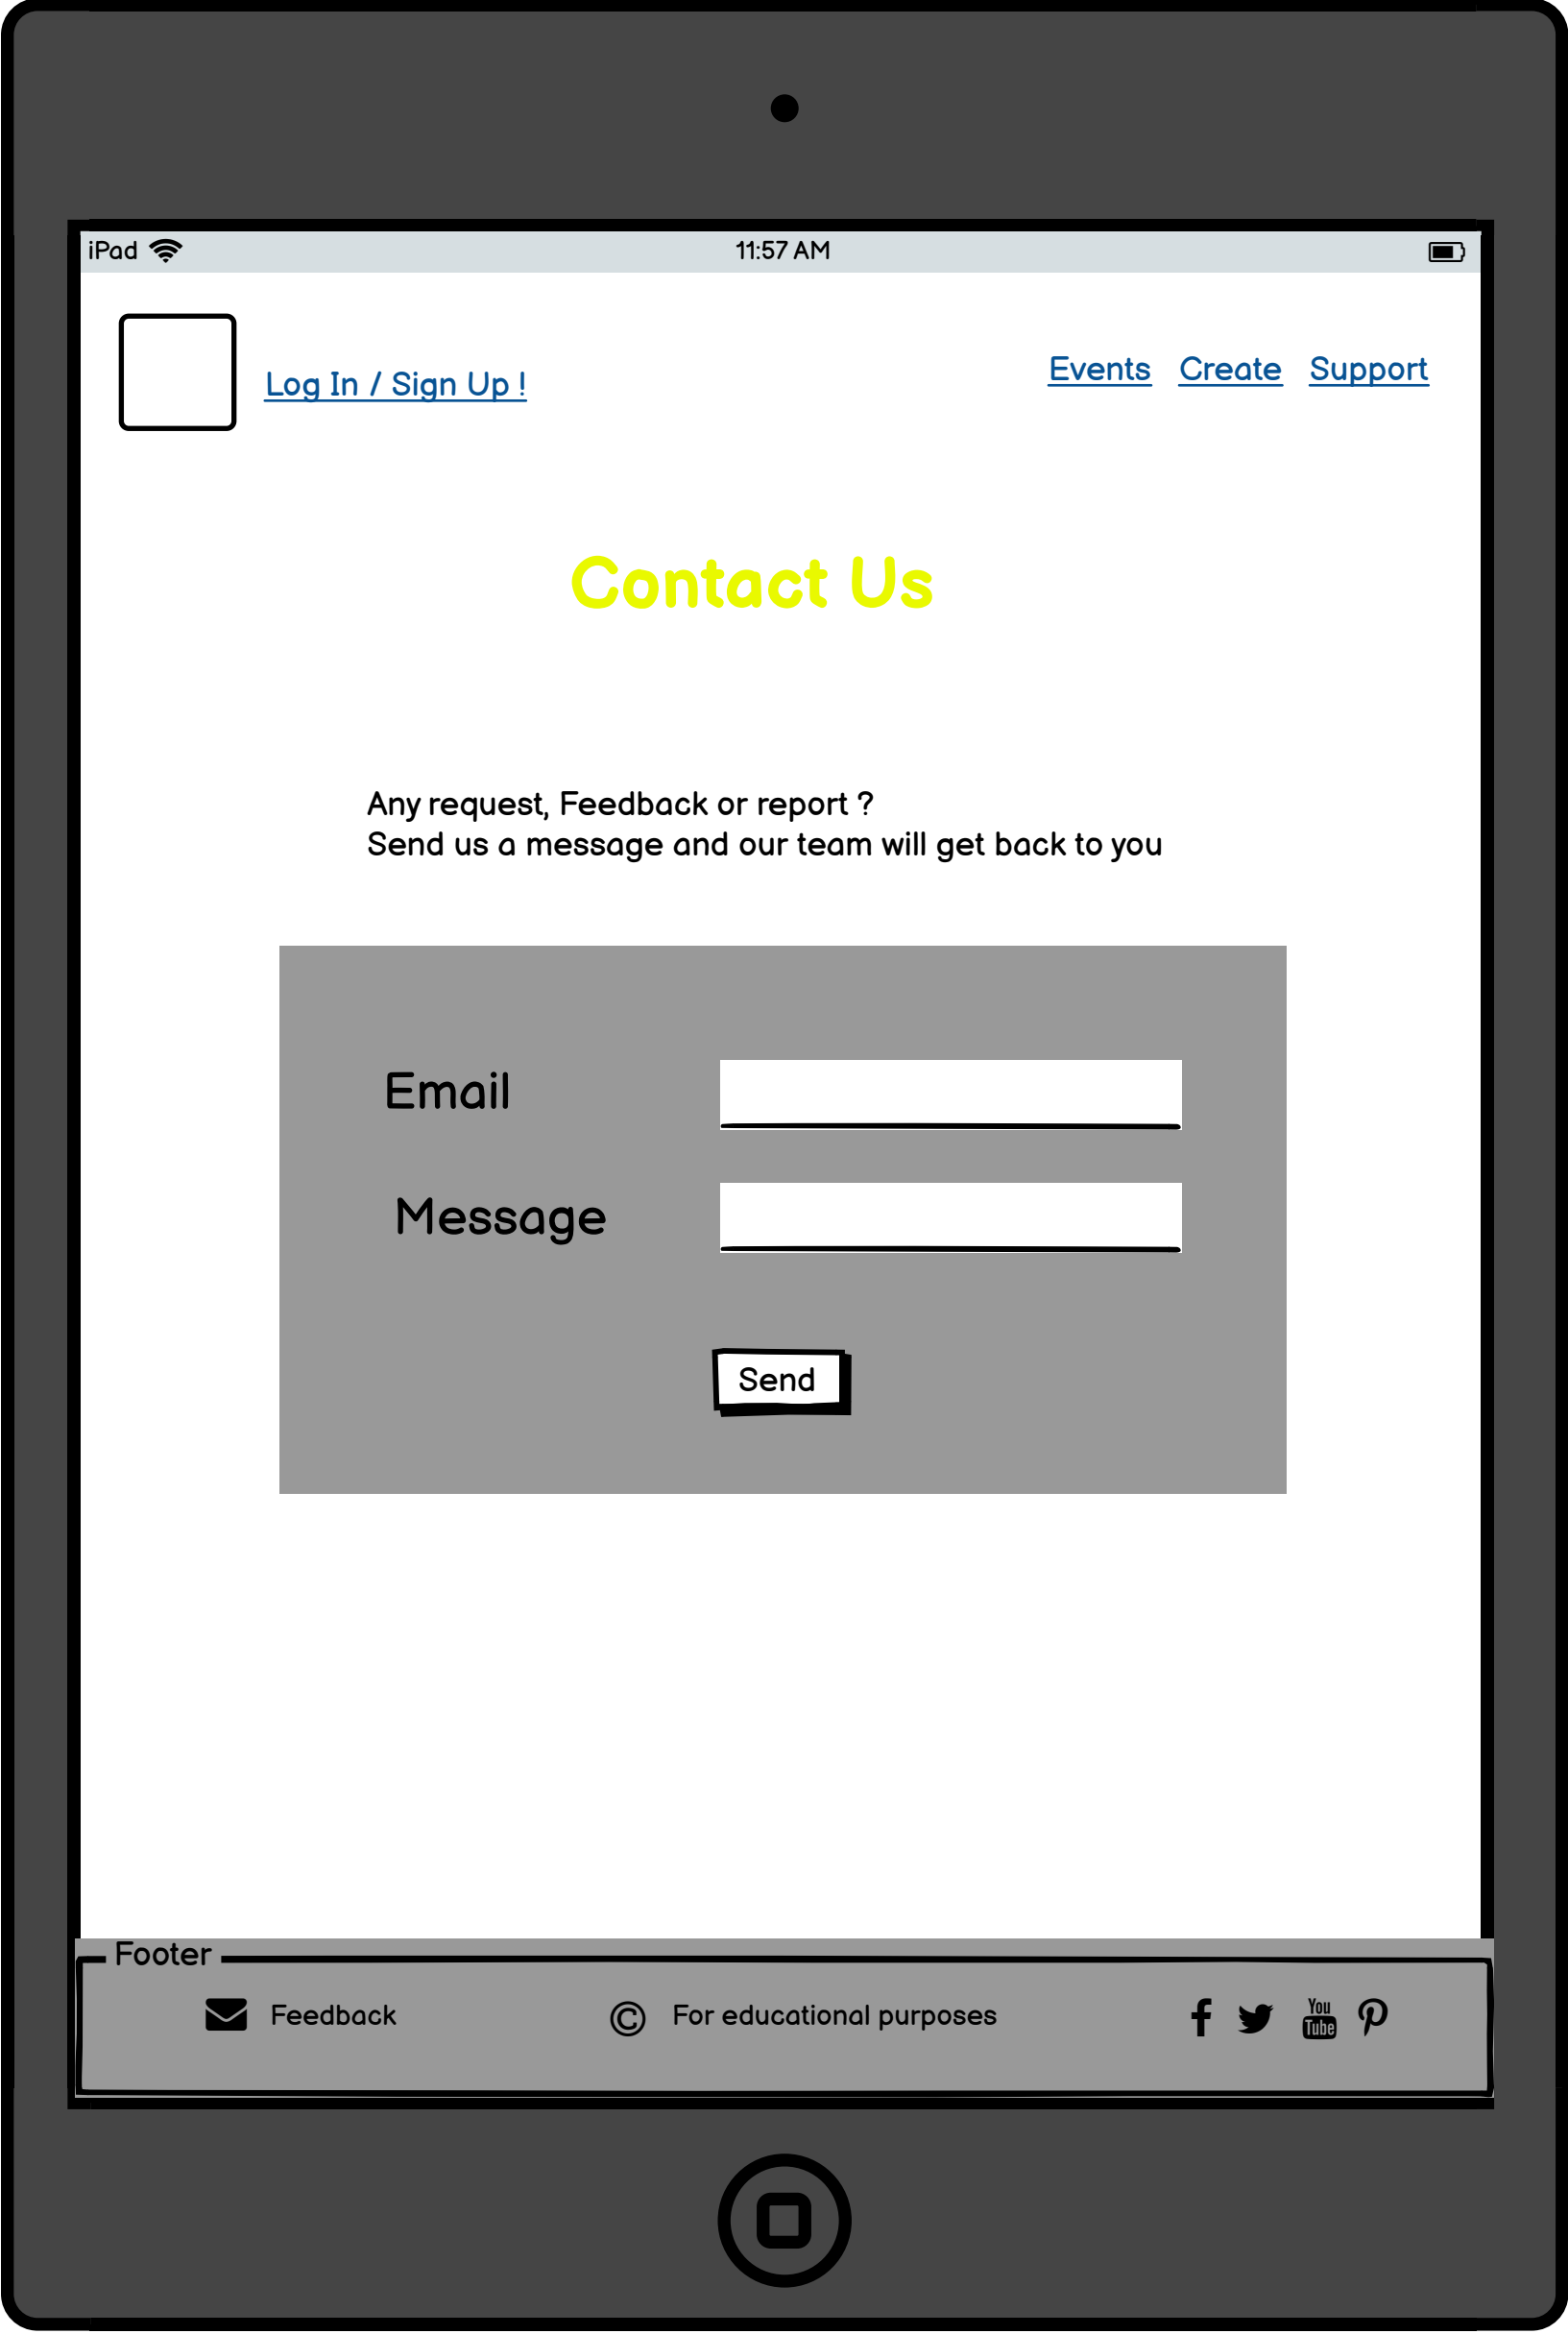 iPad 11:57 AM
Log In / Sign Up !
Events Create Support
Contact Us
Any request, Feedback or report ?
Send us a message and our team will get back to you
Email
Message
Send
Footer
Feedback © For educational purposes You Tube